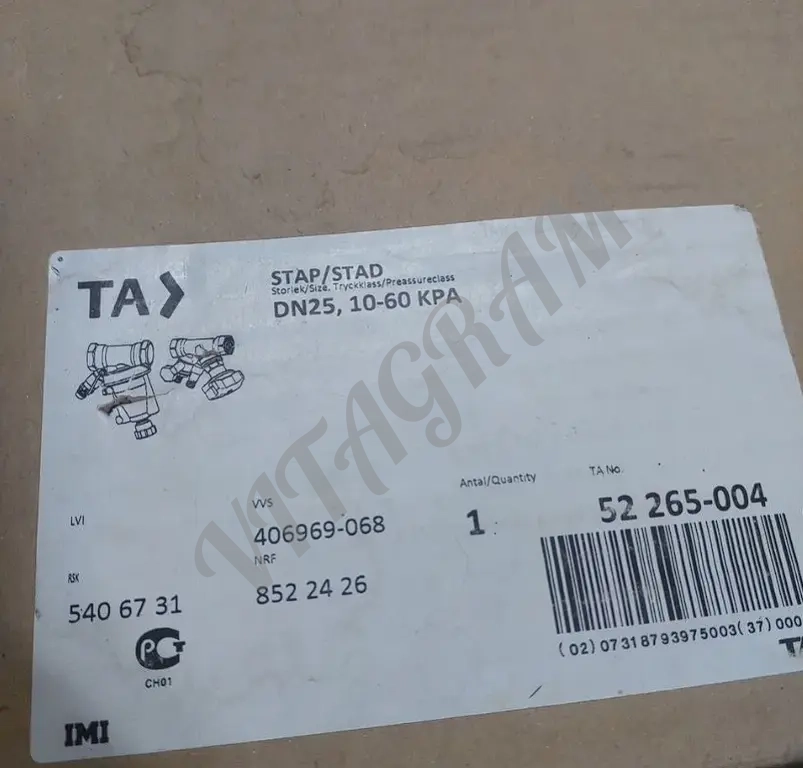 TA
STAP/STAD
Storlek/Size, Tryckklass/Preassureclass
DN25, 10-60 KPA
Antal/Quantity
TA No.
LVI
VVS
406969-068
1
52 265-004
RSK
NRF
540 67 31
852 24 26
(02)07318793975003(37)000
PCT
CH01
TA
IMI
VITAGRAM